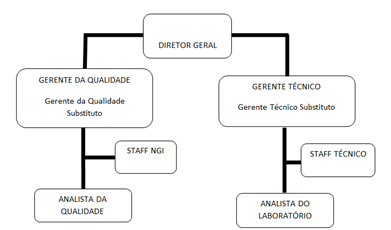 DIRETOR GERAL
GERENTE DA QUALIDADE
Gerente da Qualidade
Substituto
GERENTE TÉCNICO
Gerente Técnico Substituto
STAFF NGI
STAFF TÉCNICO
ANALISTA DA
QUALIDADE
ANALISTA DO
LABORATÓRIO